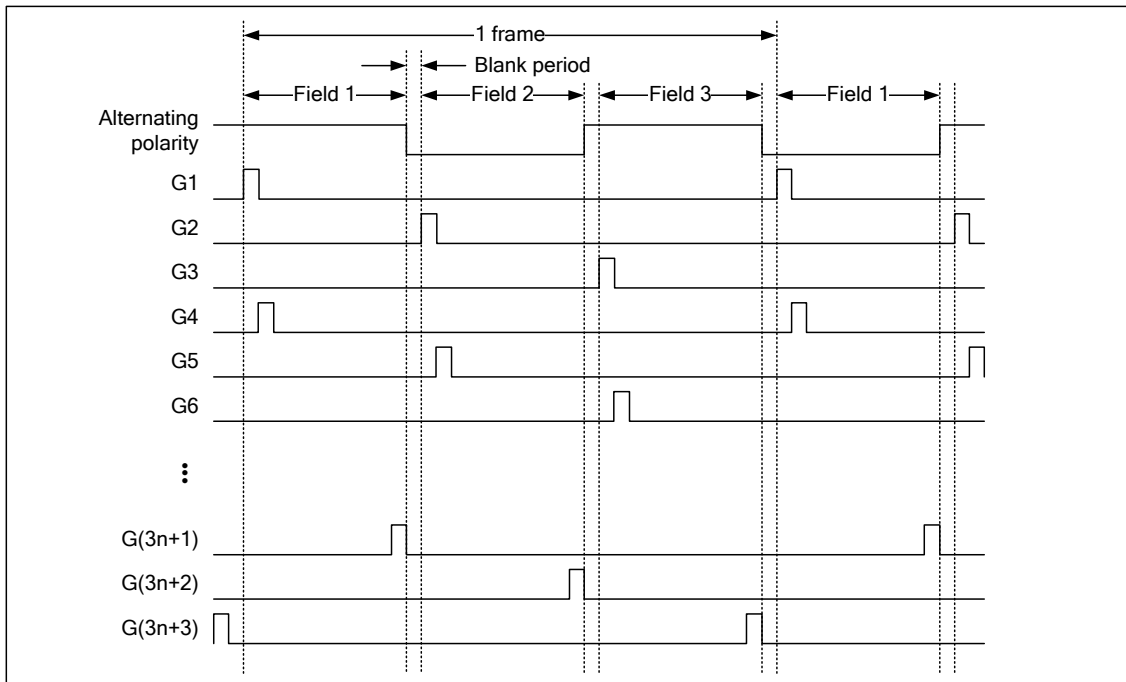 1 frame
Blank period
Field 1 Field 2 Field 3 Field 1
Alternating
polarity
G1
G2
G3
G4
G5
G6
G(3n+1)
G(3n+2)
G(3n+3)